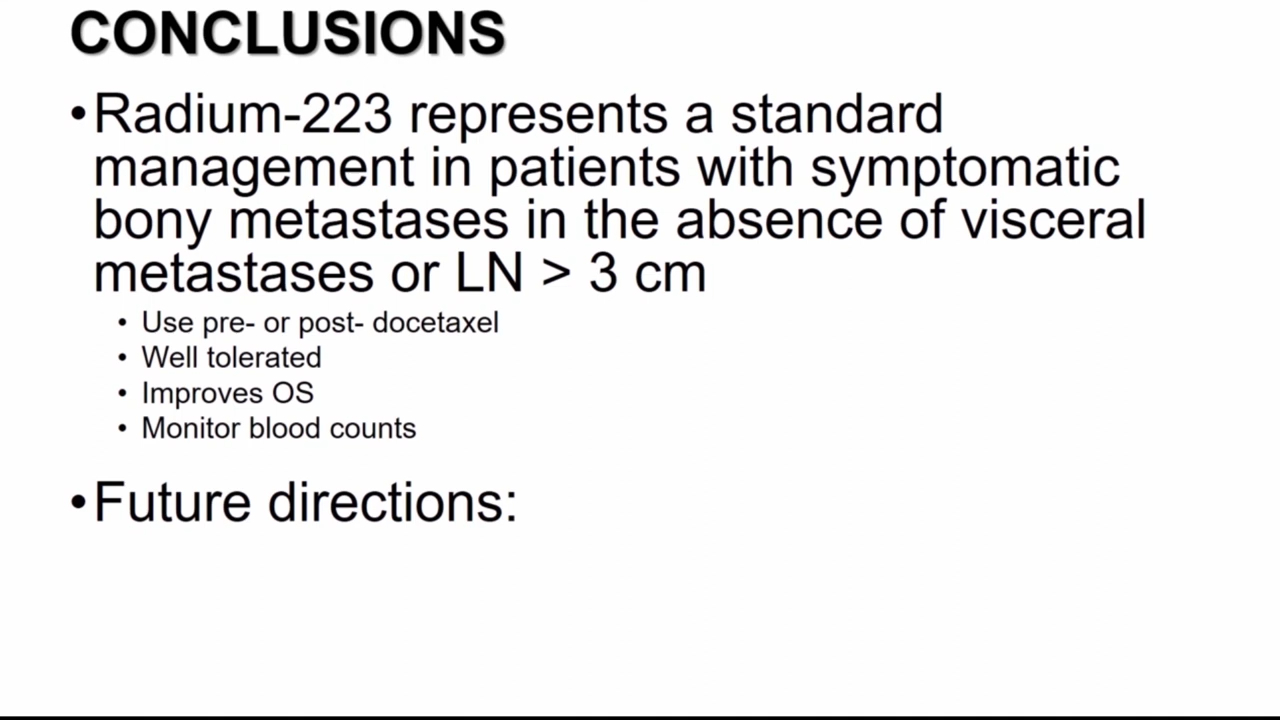 CONCLUSIONS
•Radium-223 represents a standard
management in patients with symptomatic
bony metastases in the absence of visceral
metastases or LN > 3 cm
• Use pre- or post- docetaxel
• Well tolerated
• Improves OS
• Monitor blood counts
•Future directions: